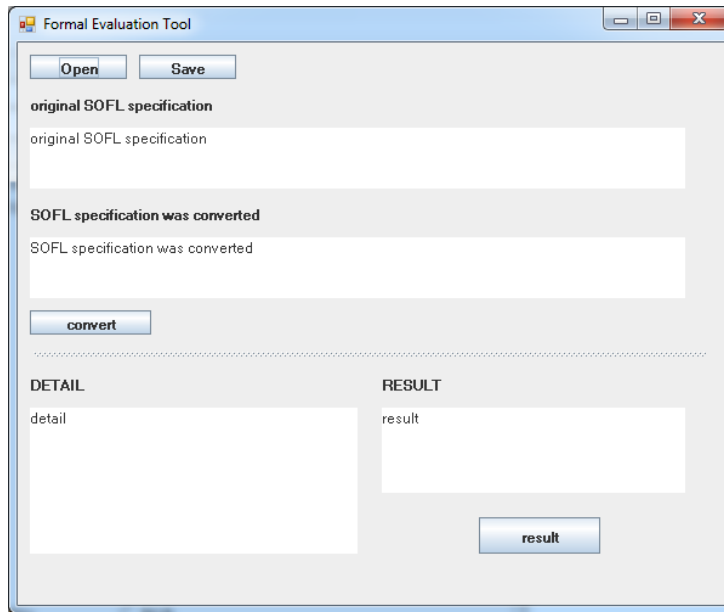 Formal Evaluation Tool
Open Save
original SOFL specification
original SOFL specification
SOFL specification was converted
SOFL specification was converted
convert
DETAIL RESULT
detail result
result